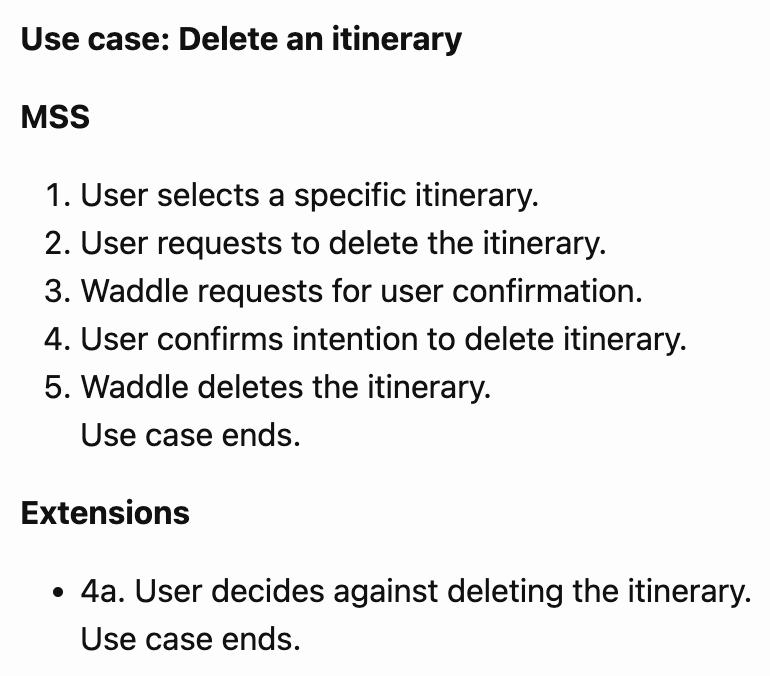 Use case: Delete an itinerary
MSS
1. User selects a specific itinerary.
2. User requests to delete the itinerary.
3. Waddle requests for user confirmation.
4. User confirms intention to delete itinerary.
5. Waddle deletes the itinerary.
Use case ends.
Extensions
• 4a. User decides against deleting the itinerary.
Use case ends.